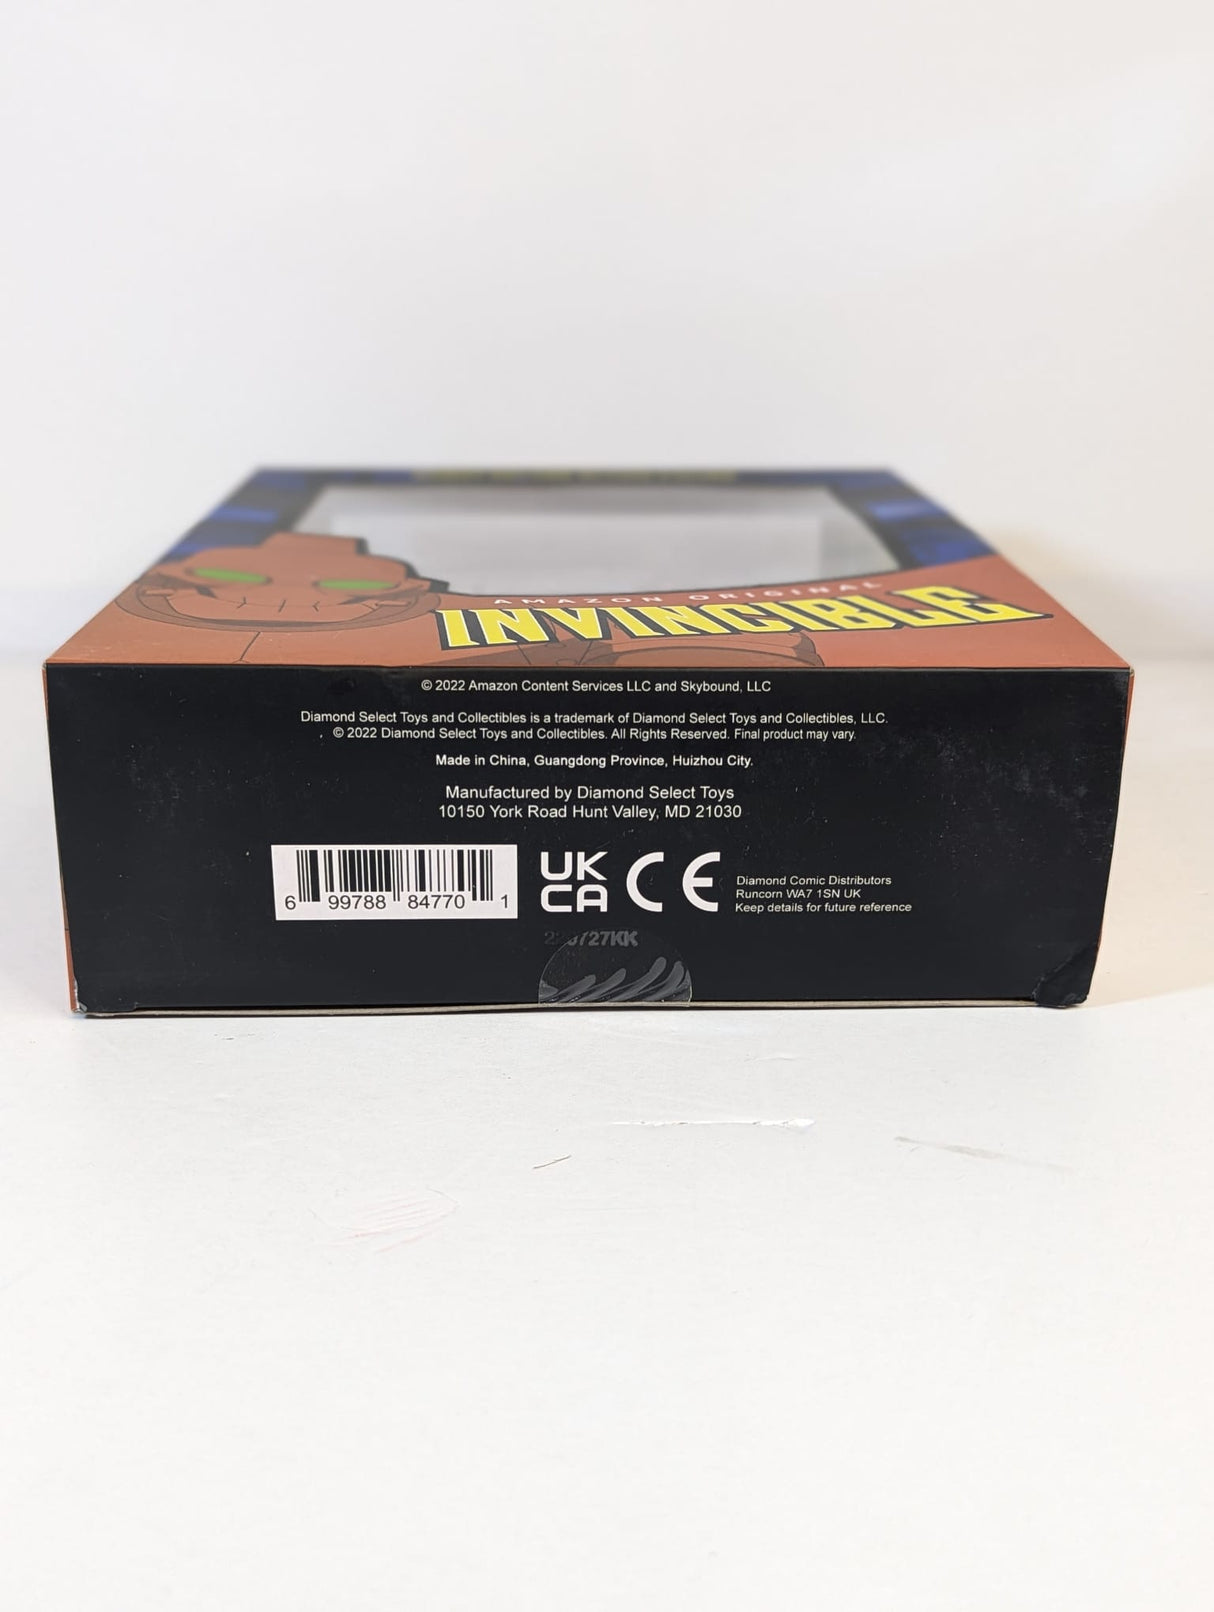 AMAZON ORIGINAL
INVINCIBLE
© 2022 Amazon Content Services LLC and Skybound, LLC
Diamond Select Toys and Collectibles is a trademark of Diamond Select Toys and Collectibles, LLC.
© 2022 Diamond Select Toys and Collectibles. All Rights Reserved. Final product may vary.
Made in China, Guangdong Province, Huizhou City.
Manufactured by Diamond Select Toys
10150 York Road Hunt Valley, MD 21030
6 99788 84770 1
UK
CA
CE
Diamond Comic Distributors
Runcorn WA7 1SN UK
Keep details for future reference